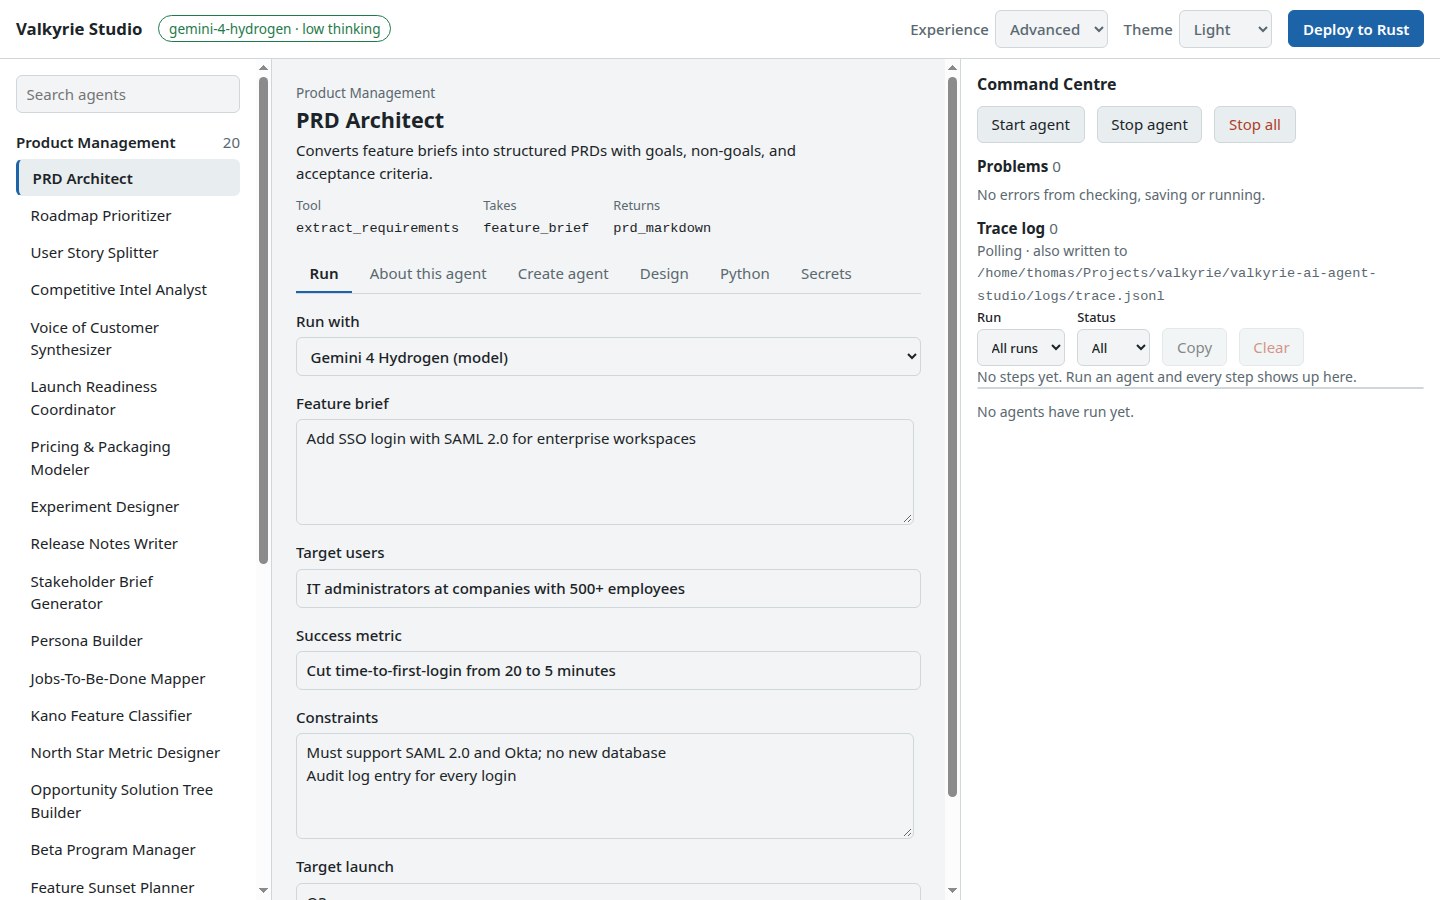 Valkyrie Studio
gemini-4-hydrogen · low thinking
Experience
Advanced
Theme
Light
Deploy to Rust
Search agents
Product Management 20
PRD Architect
Roadmap Prioritizer
User Story Splitter
Competitive Intel Analyst
Voice of Customer
Synthesizer
Launch Readiness
Coordinator
Pricing & Packaging
Modeler
Experiment Designer
Release Notes Writer
Stakeholder Brief
Generator
Persona Builder
Jobs-To-Be-Done Mapper
Kano Feature Classifier
North Star Metric Designer
Opportunity Solution Tree
Builder
Beta Program Manager
Feature Sunset Planner
Product Management
PRD Architect
Converts feature briefs into structured PRDs with goals, non-goals, and
acceptance criteria.
Tool Takes Returns
extract_requirements feature_brief prd_markdown
Run About this agent Create agent Design Python Secrets
Run with
Gemini 4 Hydrogen (model)
Feature brief
Add SSO login with SAML 2.0 for enterprise workspaces
Target users
IT administrators at companies with 500+ employees
Success metric
Cut time-to-first-login from 20 to 5 minutes
Constraints
Must support SAML 2.0 and Okta; no new database
Audit log entry for every login
Target launch
Command Centre
Start agent Stop agent Stop all
Problems 0
No errors from checking, saving or running.
Trace log 0
Polling · also written to
/home/thomas/Projects/valkyrie/valkyrie-ai-agent-
studio/logs/trace.jsonl
Run Status
All runs All Copy Clear
No steps yet. Run an agent and every step shows up here.
No agents have run yet.